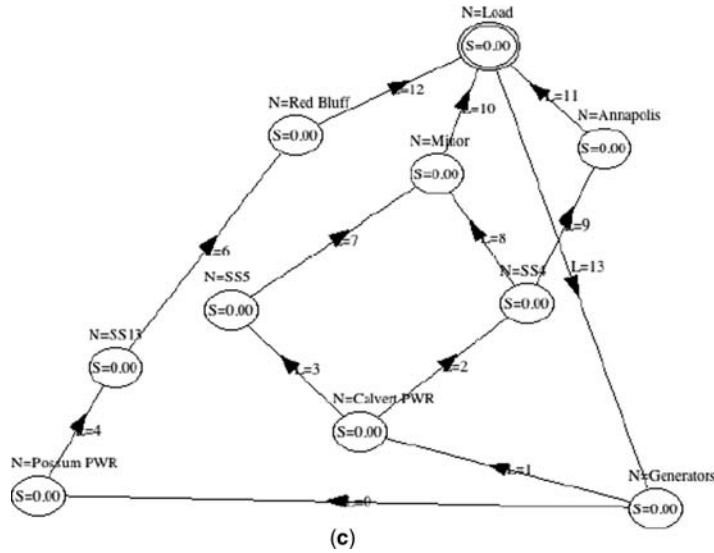 N=Load
S=0.00
L=12
L=10
L=11
N=Red Bluff
S=0.00
N=Annapolis
S=0.00
N=Minor
S=0.00
L=6
L=7
L=8
L=9
L=13
N=SS5
S=0.00
N=SS4
S=0.00
N=SS13
S=0.00
L=3
L=2
L=4
N=Calvert PWR
S=0.00
N=Possum PWR
S=0.00
L=1
L=0
N=Generators
S=0.00
(c)